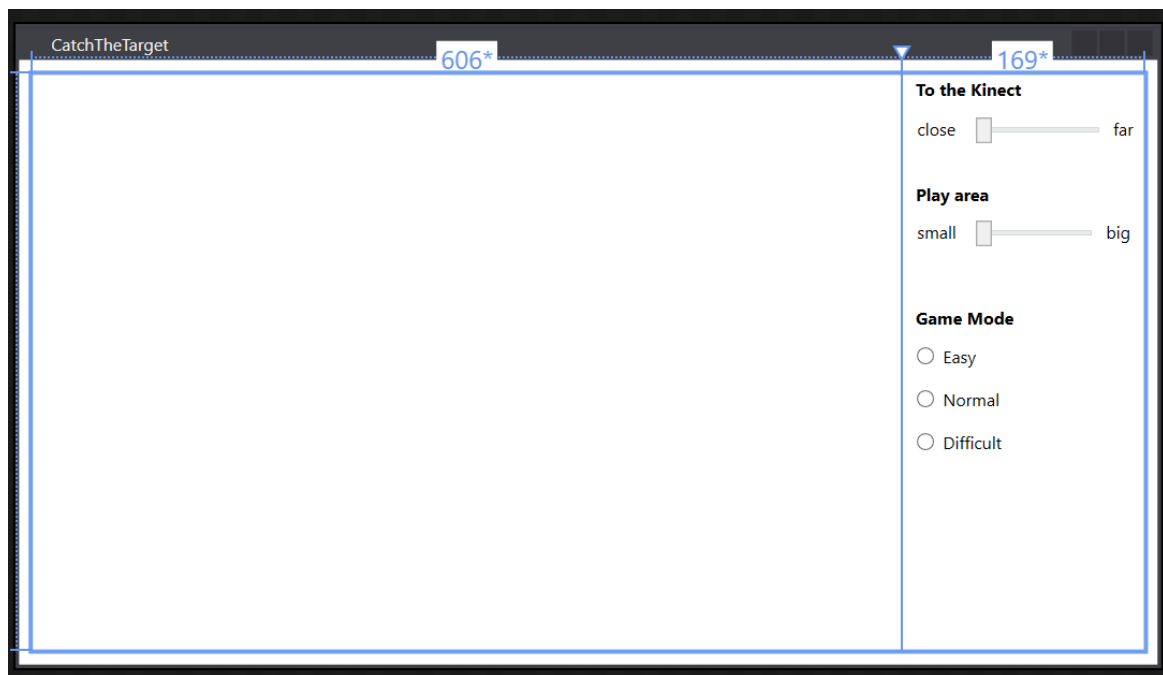 CatchTheTarget
606* 169*
To the Kinect
close far
Play area
small big
Game Mode
Easy
Normal
Difficult